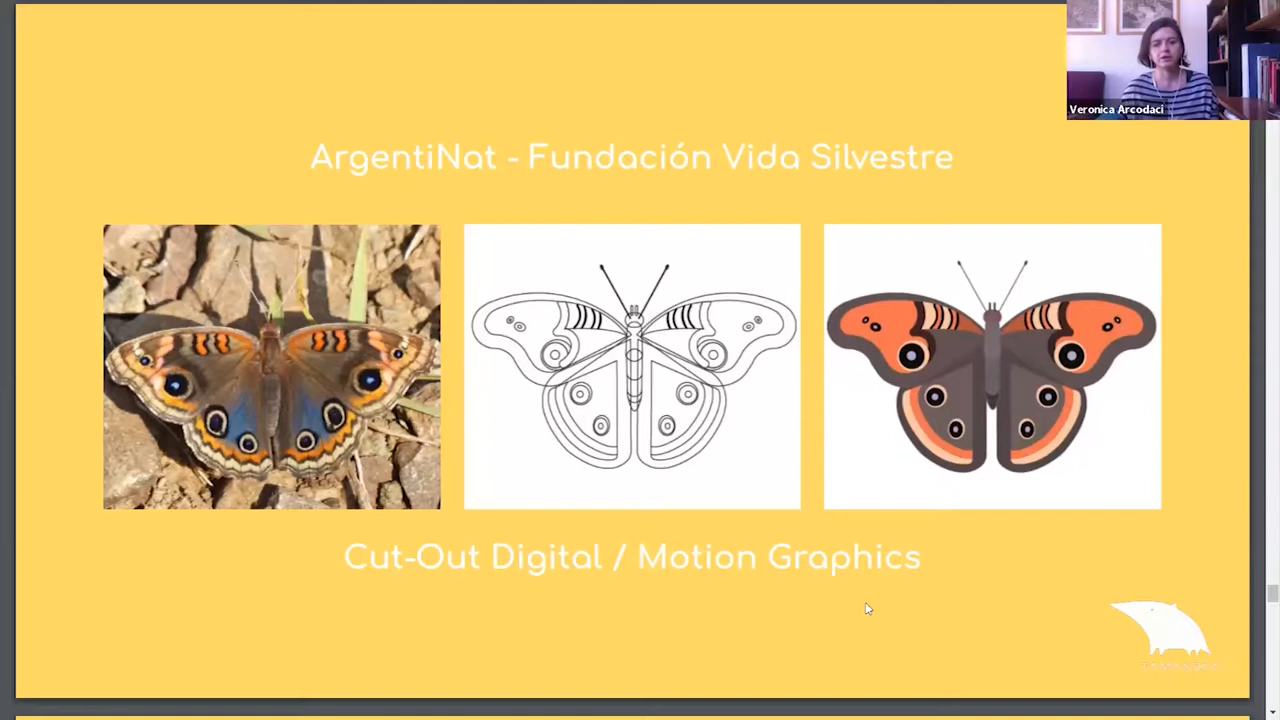 Veronica Arcodaci
ArgentiNat - Fundación Vida Silvestre
Cut-Out Digital / Motion Graphics